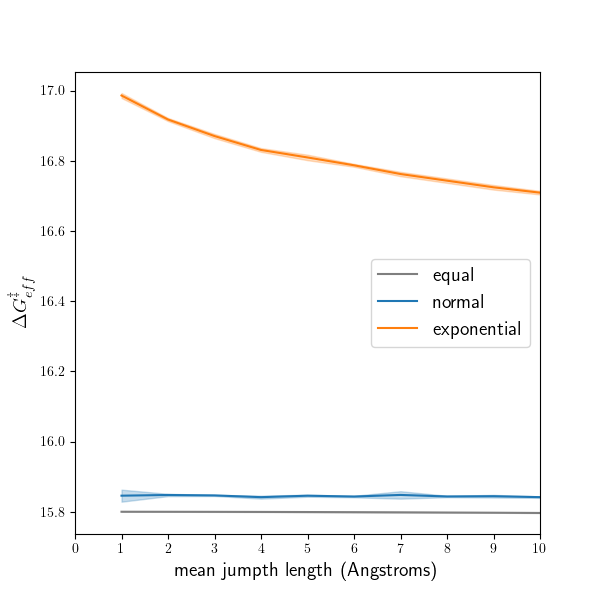 17.0
16.8
16.6
16.4
16.2
16.0
15.8
ΔG‡eff
equal
normal
exponential
0 1 2 3 4 5 6 7 8 9 10
mean jumpth length (Angstroms)